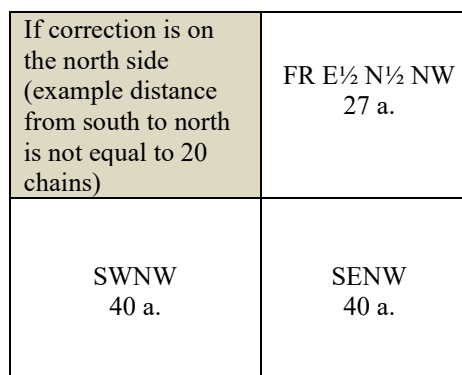 If correction is on
the north side
(example distance
from south to north
is not equal to 20
chains)
FR E½ N½ NW
27 a.
SWNW
40 a.
SENW
40 a.